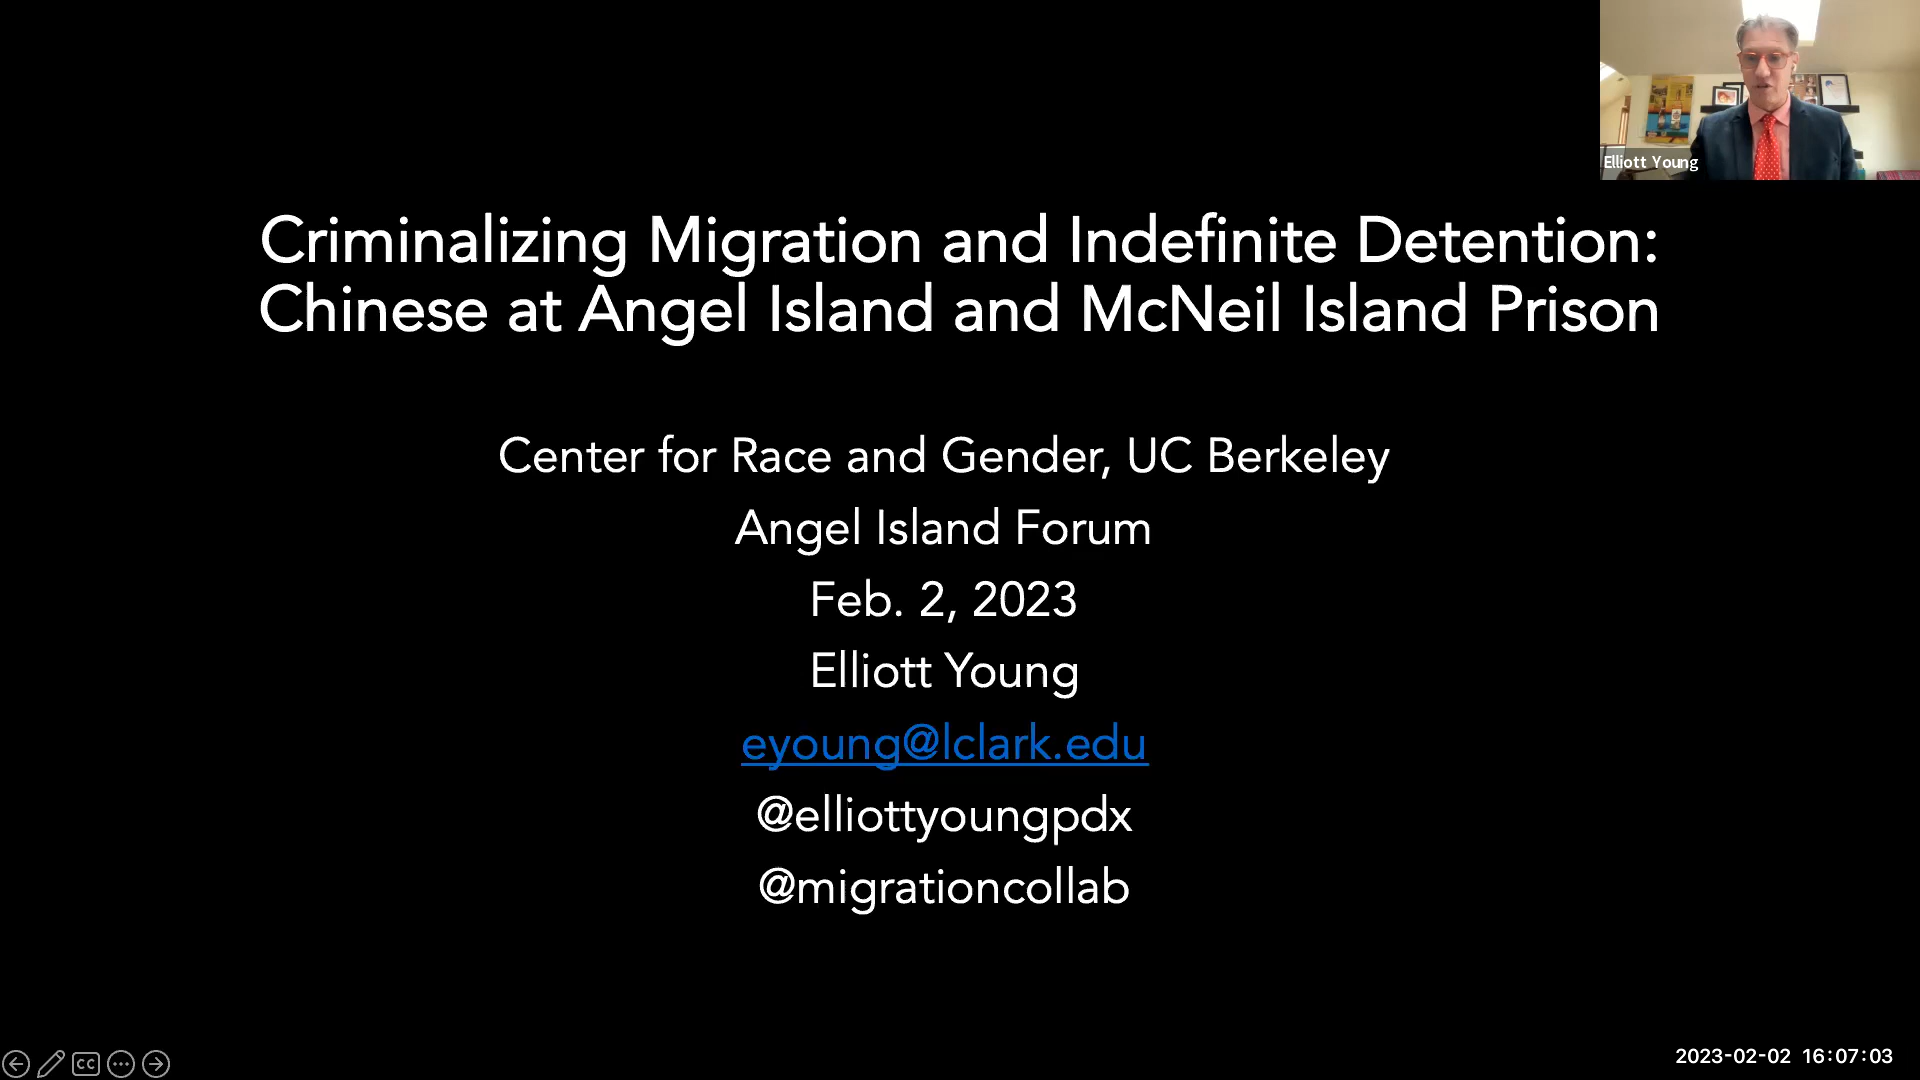 Elliott Young
Criminalizing Migration and Indefinite Detention:
Chinese at Angel Island and McNeil Island Prison
Center for Race and Gender, UC Berkeley
Angel Island Forum
Feb. 2, 2023
Elliott Young
eyoung@lclark.edu
@elliottyoungpdx
@migrationcollab
CC
2023-02-02 16:07:03